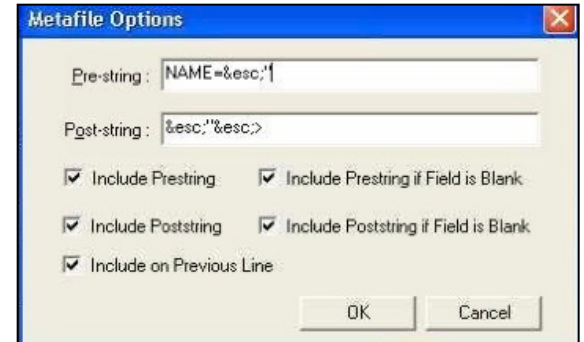 Metafile Options
Pre-string : NAME=&esc;"
Post-string : &esc;"&esc;>
Include Prestring Include Prestring if Field is Blank
Include Poststring Include Poststring if Field is Blank
Include on Previous Line
OK Cancel